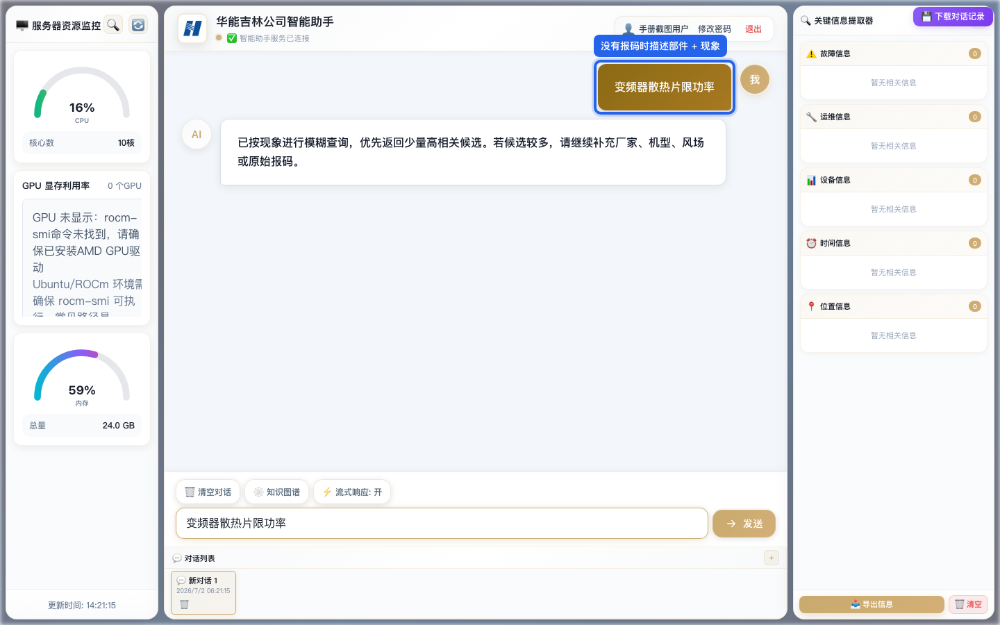 服务器资源监控
16%
CPU
核心数 10核
GPU 显存利用率 0 个GPU
GPU 未显示：rocm-
smi命令未找到，请确
保已安装AMD GPU驱
动
Ubuntu/ROCm 环境需
确保 rocm-smi 可执
行，常见路径是
59%
内存
总量 24.0 GB
更新时间: 14:21:15
华能吉林公司智能助手
智能助手服务已连接
手册截图用户 修改密码 退出
没有报码时描述部件 + 现象
变频器散热片限功率
我
AI
已按现象进行模糊查询，优先返回少量高相关候选。若候选较多，请继续补充厂家、机型、风场
或原始报码。
清空对话 知识图谱 流式响应: 开
变频器散热片限功率
→ 发送
对话列表 +
新对话 1
2026/7/2 06:21:15
关键信息提取器
下载对话记录
故障信息 0
暂无相关信息
运维信息 0
暂无相关信息
设备信息 0
暂无相关信息
时间信息 0
暂无相关信息
位置信息 0
暂无相关信息
导出信息 清空